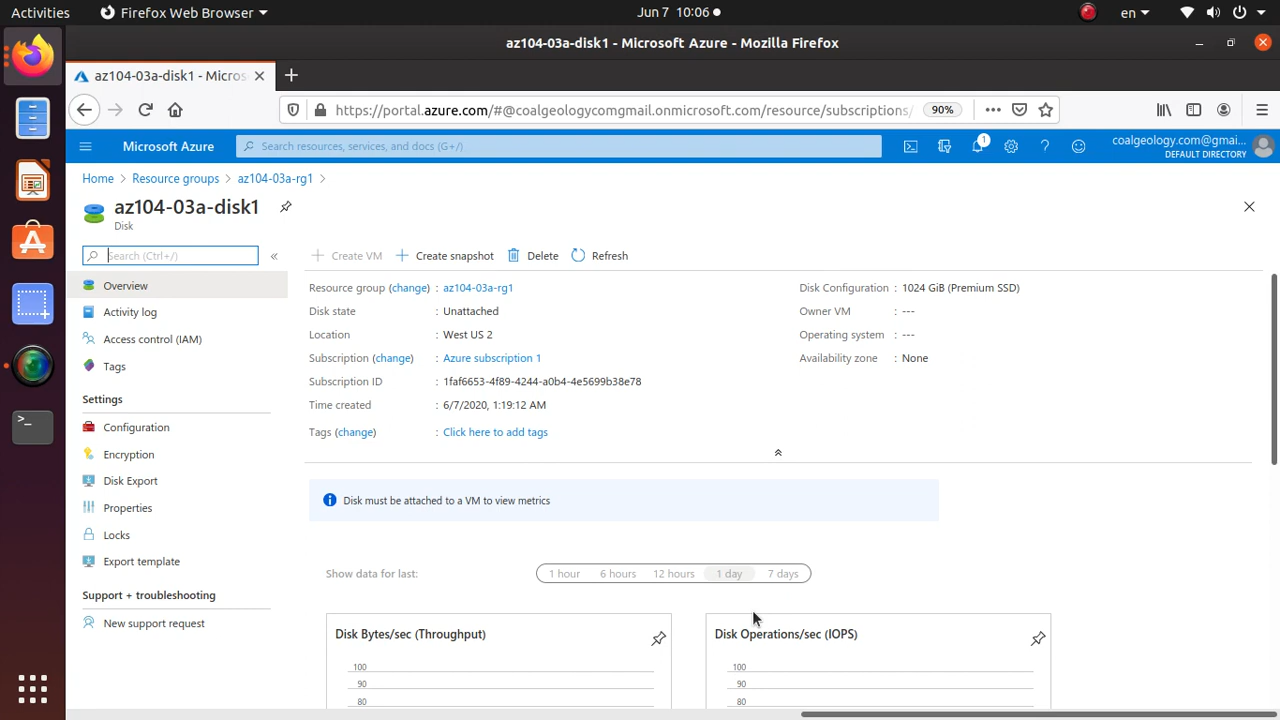 Activities
Firefox Web Browser
Jun 7 10:06
en
az104-03a-disk1 - Microsoft Azure - Mozilla Firefox
az104-03a-disk1 - Micros
https://portal.azure.com/#@coalgeologycomgmail.onmicrosoft.com/resource/subscriptions/
90%
Microsoft Azure
Search resources, services, and docs (G+/)
1
coalgeology.com@gmai...
DEFAULT DIRECTORY
Home > Resource groups > az104-03a-rg1 >
az104-03a-disk1
Disk
Search (Ctrl+/)
Overview
Activity log
Access control (IAM)
Tags
Settings
Configuration
Encryption
Disk Export
Properties
Locks
Export template
Support + troubleshooting
New support request
Create VM
Create snapshot
Delete
Refresh
Resource group (change) : az104-03a-rg1
Disk state : Unattached
Location : West US 2
Subscription (change) : Azure subscription 1
Subscription ID : 1faf6653-4f89-4244-a0b4-4e5699b38e78
Time created : 6/7/2020, 1:19:12 AM
Tags (change) : Click here to add tags
Disk Configuration : 1024 GiB (Premium SSD)
Owner VM : ---
Operating system : ---
Availability zone : None
Disk must be attached to a VM to view metrics
Show data for last:
1 hour
6 hours
12 hours
1 day
7 days
Disk Bytes/sec (Throughput)
100
90
80
Disk Operations/sec (IOPS)
100
90
80